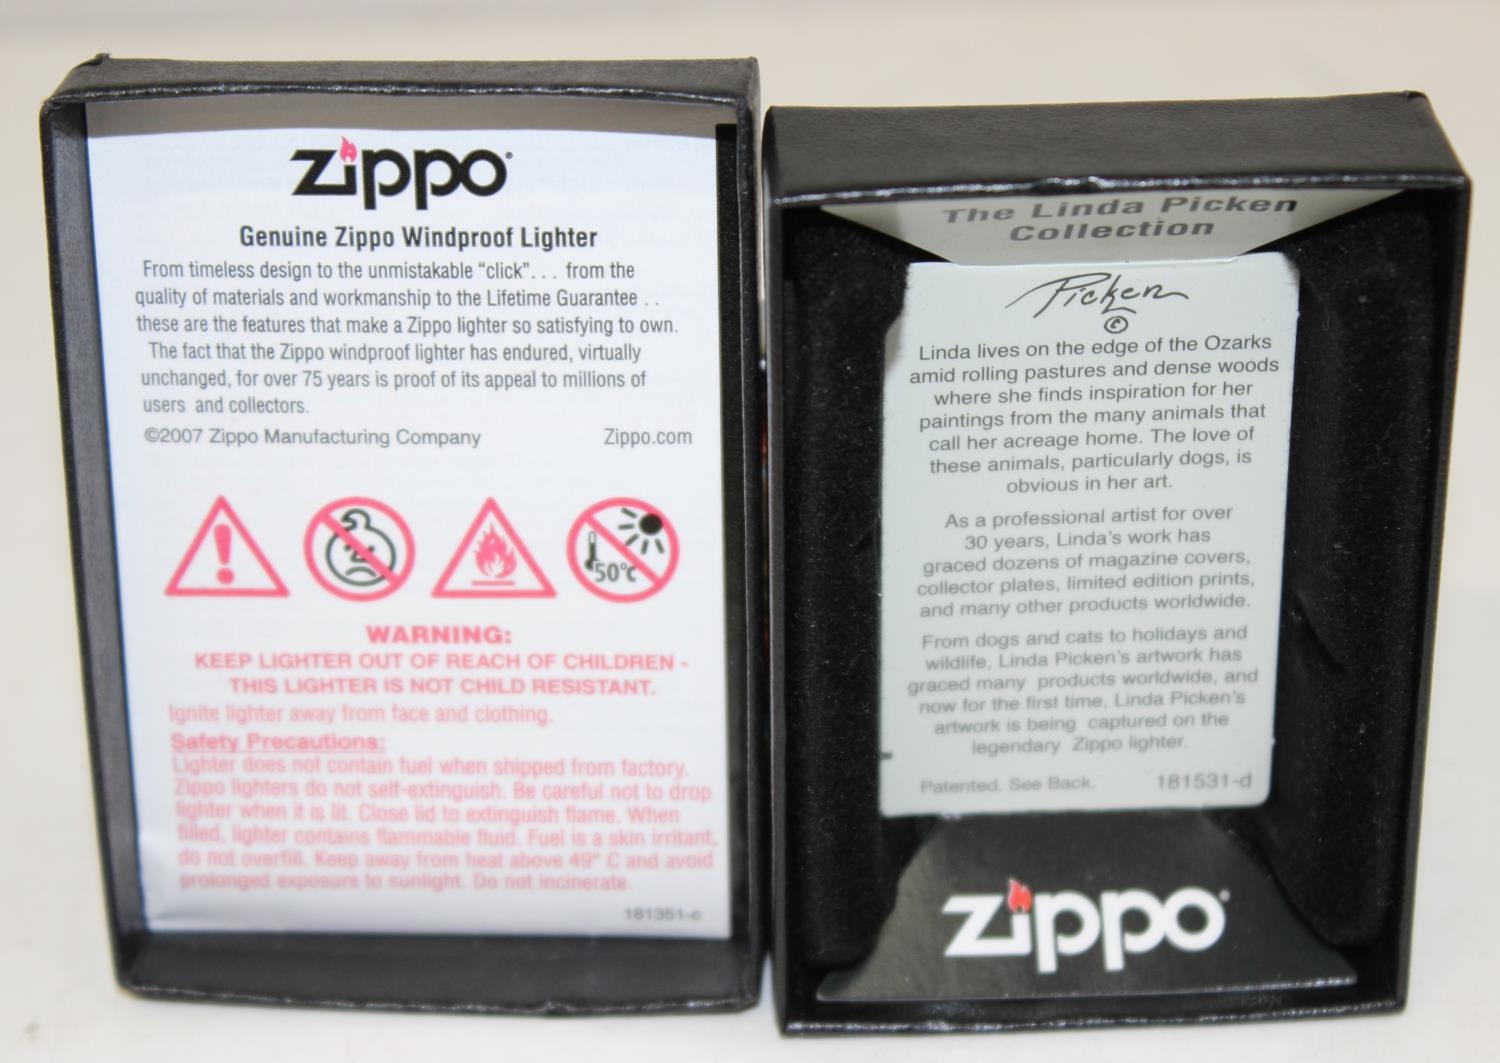 zippo®
Genuine Zippo Windproof Lighter
From timeless design to the unmistakable “click”. . . from the
quality of materials and workmanship to the Lifetime Guarantee . .
these are the features that make a Zippo lighter so satisfying to own.
The fact that the Zippo windproof lighter has endured, virtually
unchanged, for over 75 years is proof of its appeal to millions of
users and collectors.
©2007 Zippo Manufacturing Company Zippo.com
50°C
WARNING:
KEEP LIGHTER OUT OF REACH OF CHILDREN -
THIS LIGHTER IS NOT CHILD RESISTANT.
Ignite lighter away from face and clothing.
Safety Precautions:
Lighter does not contain fuel when shipped from factory.
Zippo lighters do not self-extinguish. Be careful not to drop
lighter when it is lit. Close lid to extinguish flame. When
filled, lighter contains flammable fluid. Fuel is a skin irritant,
do not overfill. Keep away from heat above 49° C and avoid
prolonged exposure to sunlight. Do not incinerate.
181351-c
The Linda Picken
Collection
Picken
©
Linda lives on the edge of the Ozarks
amid rolling pastures and dense woods
where she finds inspiration for her
paintings from the many animals that
call her acreage home. The love of
these animals, particularly dogs, is
obvious in her art.
As a professional artist for over
30 years, Linda's work has
graced dozens of magazine covers,
collector plates, limited edition prints,
and many other products worldwide.
From dogs and cats to holidays and
wildlife, Linda Picken's artwork has
graced many products worldwide, and
now for the first time, Linda Picken's
artwork is being captured on the
legendary Zippo lighter.
Patented. See Back. 181531-d
zippo®